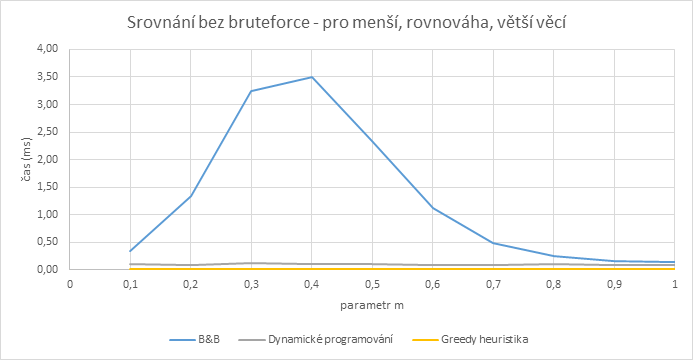 Srovnání bez bruteforce - pro menší, rovnováha, větší věcí
4,00
3,50
3,00
2,50
2,00
1,50
1,00
0,50
0,00
čas (ms)
0 0,1 0,2 0,3 0,4 0,5 0,6 0,7 0,8 0,9 1
parametr m
B&B Dynamické programování Greedy heuristika